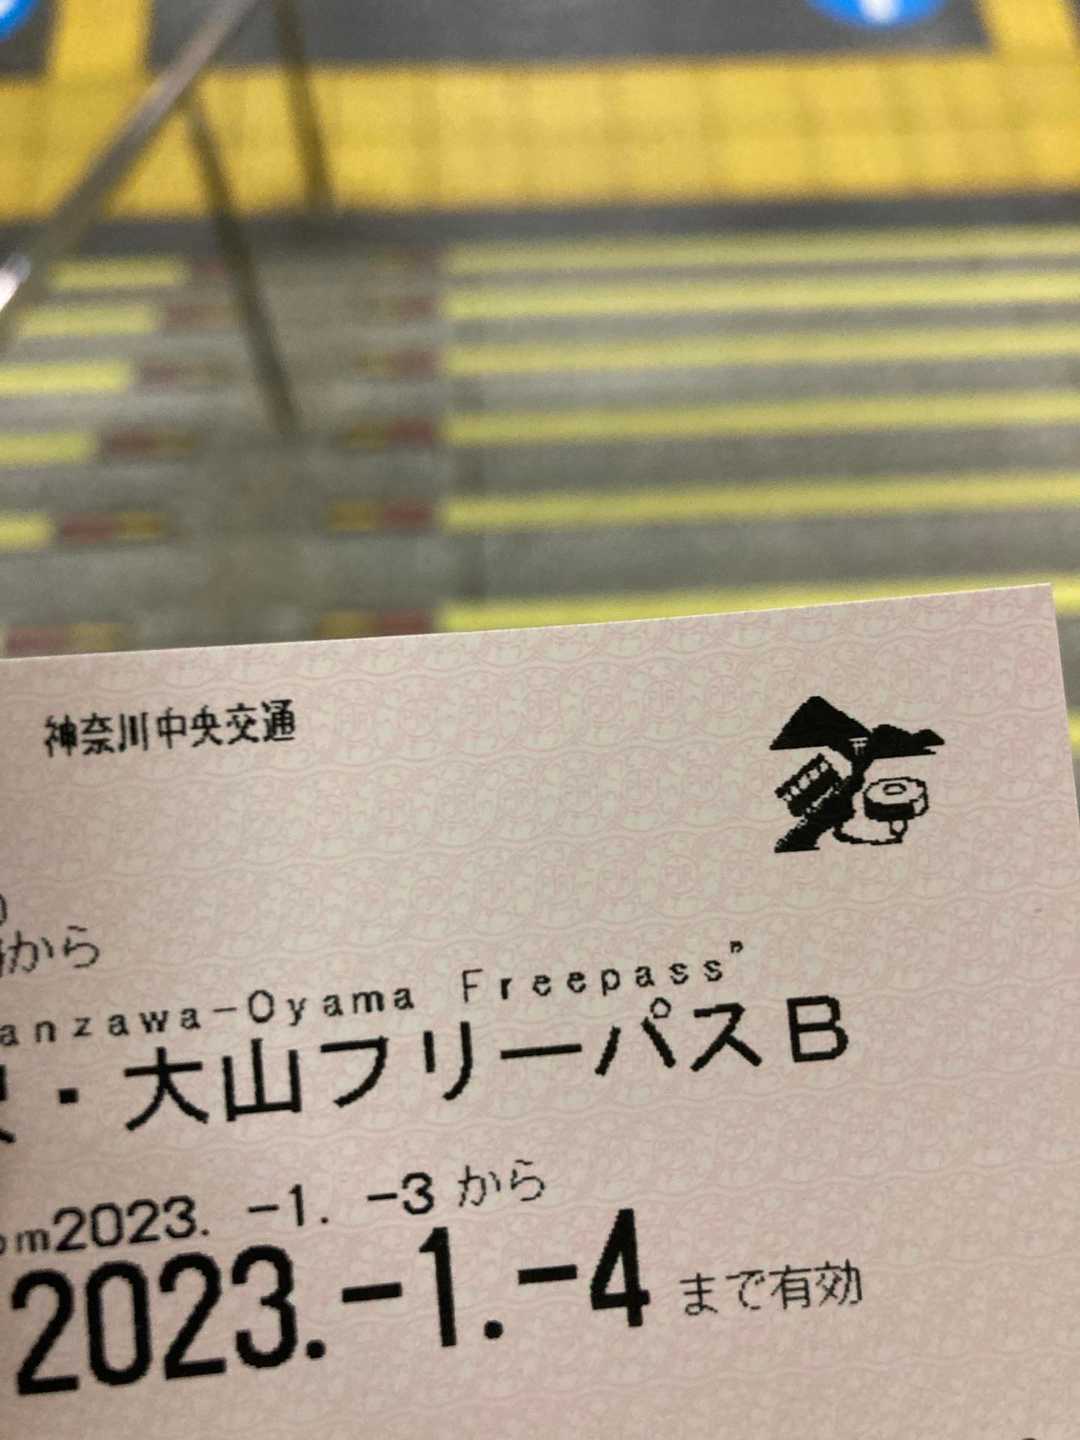 神奈川中央交通
から
anzawa-Oyama Freepass"
・大山フリーパスB
m2023. -1. -3から
2023.-1.-4まで有効